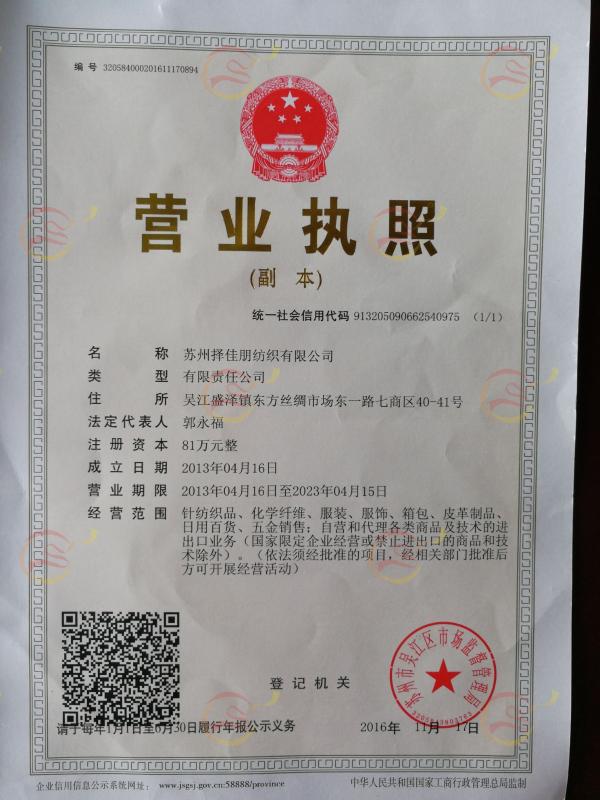 编 号 320584000201611170894
营业执照
(副 本)
统一社会信用代码 913205090662540975 (1/1)
名 称 苏州择佳朋纺织有限公司
类 型 有限责任公司
住 所 吴江盛泽镇东方丝绸市场东一路七商区40-41号
法定代表人 郭永福
注册资本 81万元整
成立日期 2013年04月16日
营业期限 2013年04月16日至2023年04月15日
经营范围 针纺织品、化学纤维、服装、服饰、箱包、皮革制品、
日用百货、五金销售；自营和代理各类商品及技术的进
出口业务（国家限定企业经营或禁止进出口的商品和技
术除外）。（依法须经批准的项目，经相关部门批准后
方可开展经营活动）
苏州市吴江区市场监督管理局
登记机关
请于每年1月1日至6月30日履行年报公示义务
2016年 11月 17日
企业信用信息公示系统网址： www.jsgsj.gov.cn:58888/province
中华人民共和国国家工商行政管理总局监制